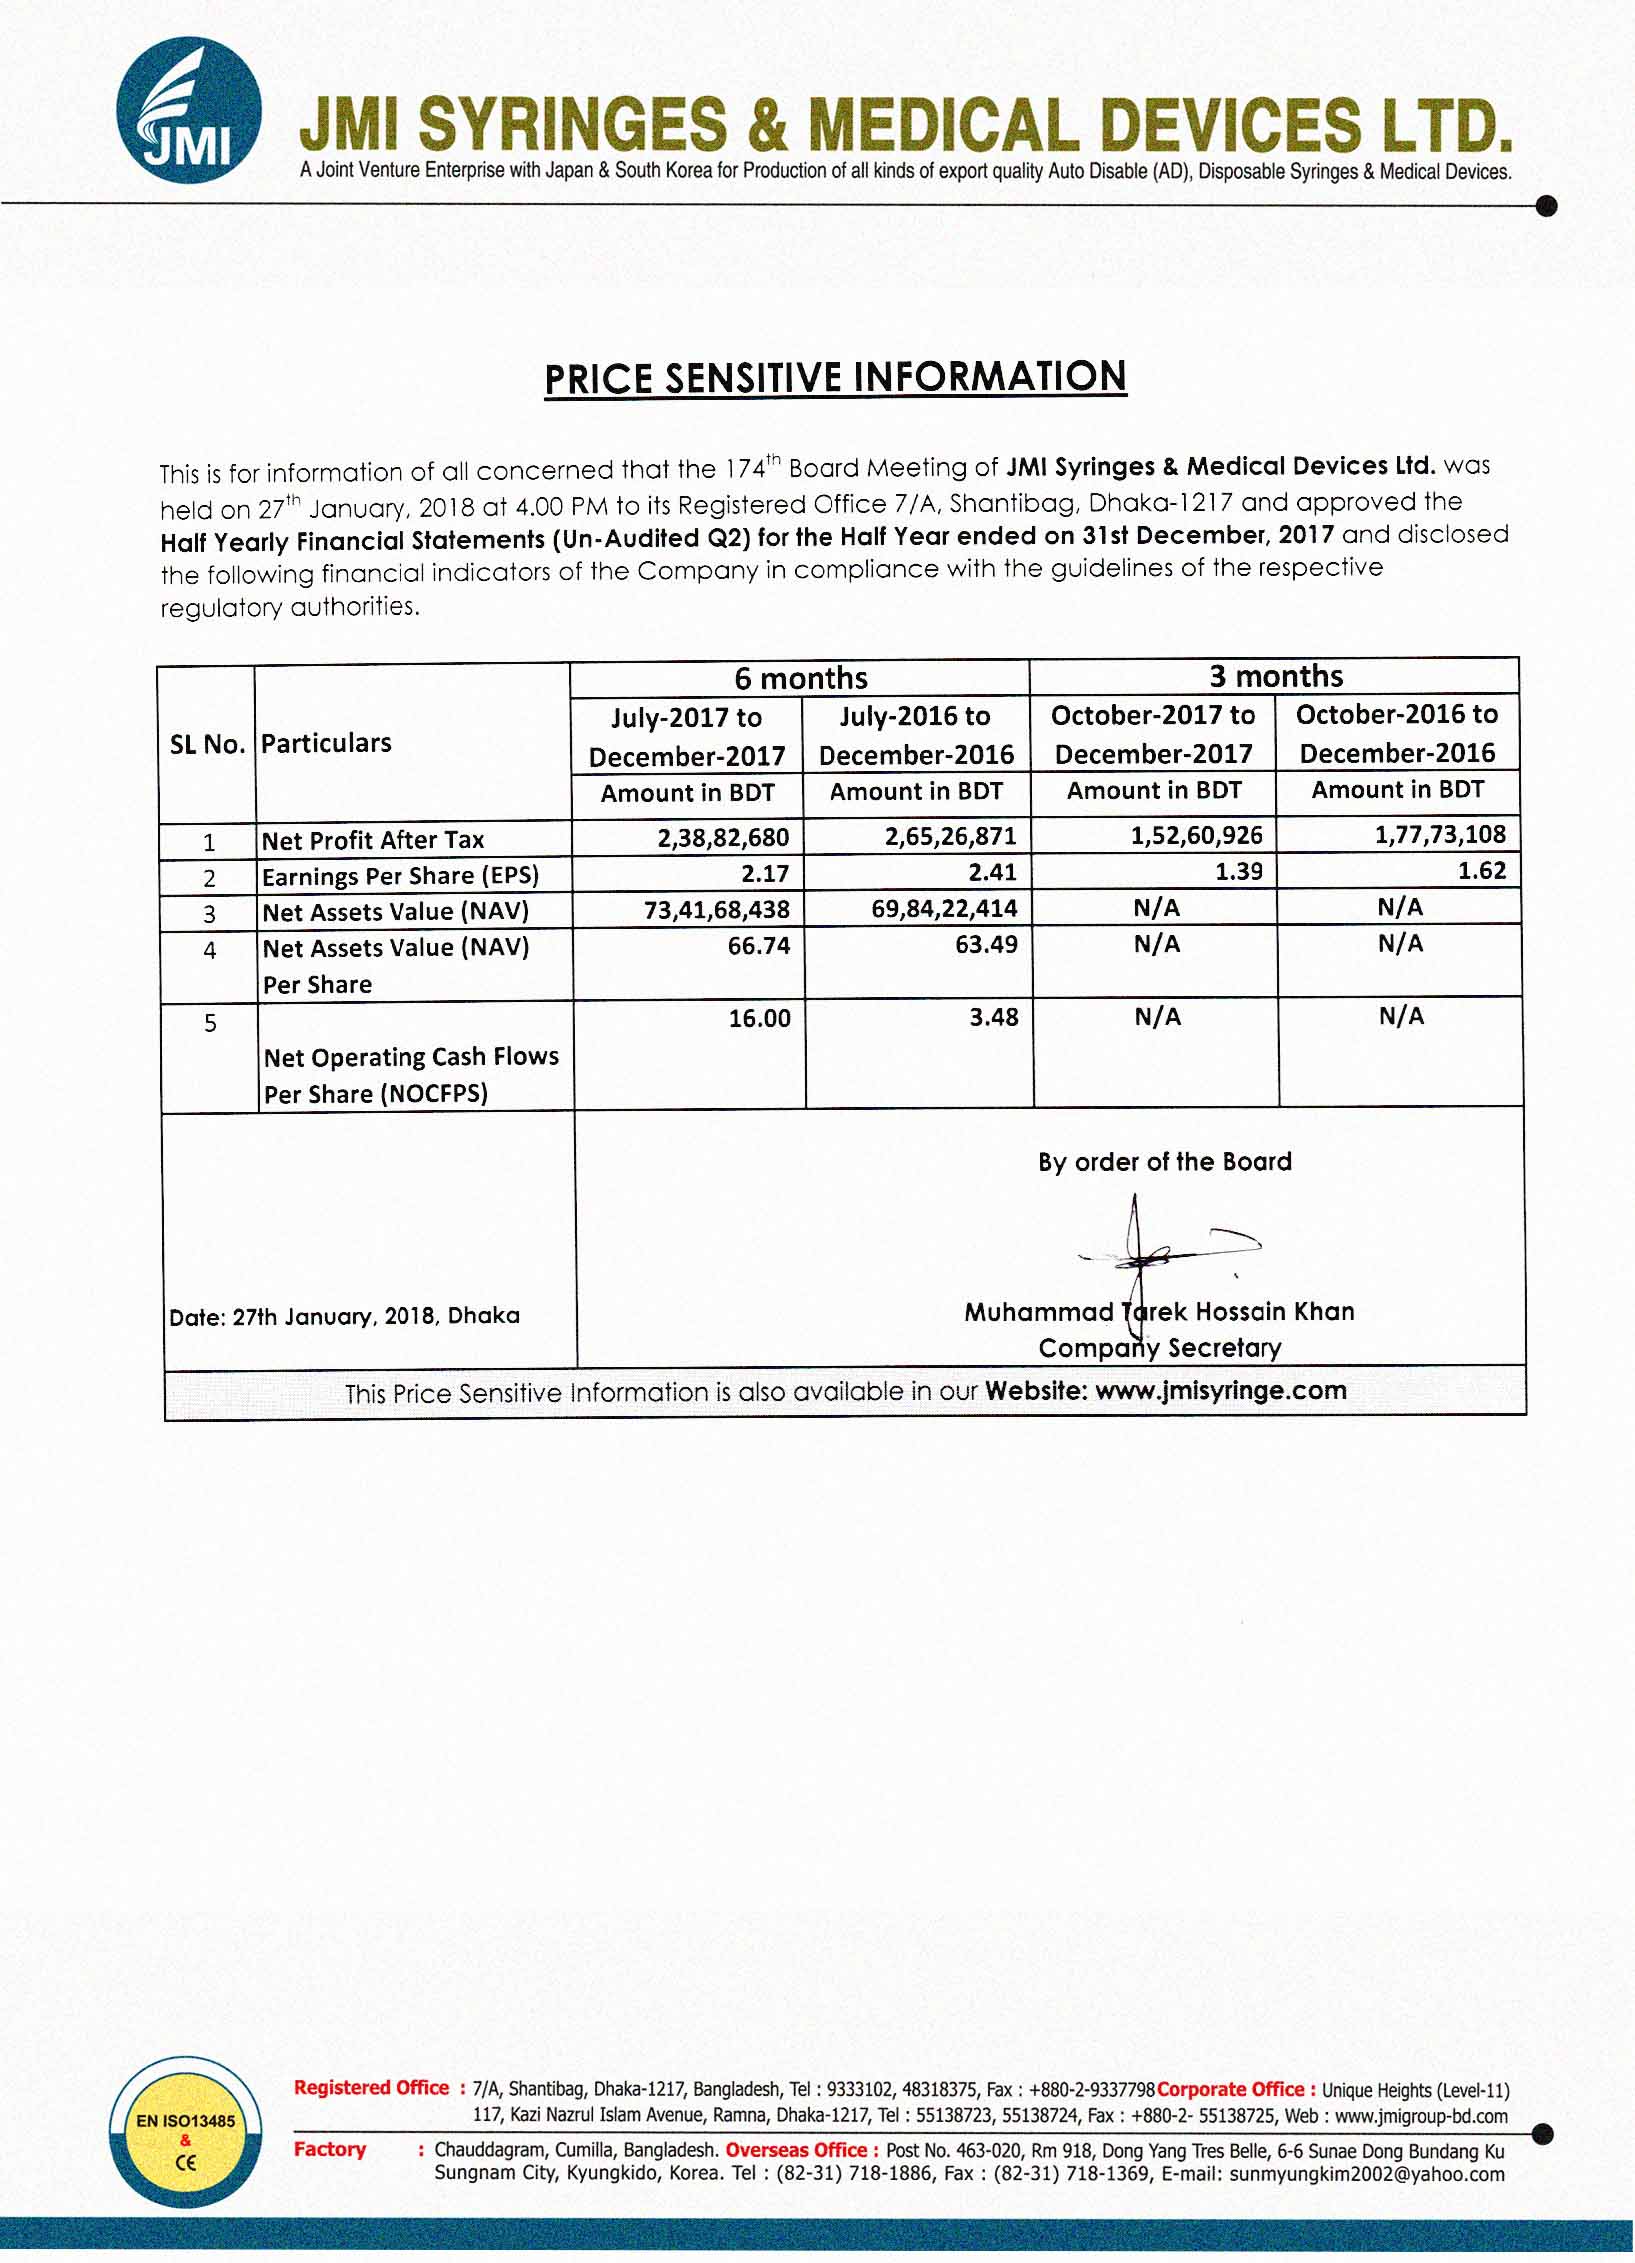 JMI
JMI SYRINGES & MEDICAL DEVICES LTD.
A Joint Venture Enterprise with Japan & South Korea for Production of all kinds of export quality Auto Disable (AD), Disposable Syringes & Medical Devices.
PRICE SENSITIVE INFORMATION
This is for information of all concerned that the 174th Board Meeting of JMI Syringes & Medical Devices Ltd. was
held on 27th January, 2018 at 4.00 PM to its Registered Office 7/A, Shantibag, Dhaka-1217 and approved the
Half Yearly Financial Statements (Un-Audited Q2) for the Half Year ended on 31st December, 2017 and disclosed
the following financial indicators of the Company in compliance with the guidelines of the respective
regulatory authorities.
SL No. Particulars 6 months 3 months
July-2017 to July-2016 to October-2017 to October-2016 to
December-2017 December-2016 December-2017 December-2016
Amount in BDT Amount in BDT Amount in BDT Amount in BDT
1 Net Profit After Tax 2,38,82,680 2,65,26,871 1,52,60,926 1,77,73,108
2 Earnings Per Share (EPS) 2.17 2.41 1.39 1.62
3 Net Assets Value (NAV) 73,41,68,438 69,84,22,414 N/A N/A
4 Net Assets Value (NAV) 66.74 63.49 N/A N/A
Per Share
5 16.00 3.48 N/A N/A
Net Operating Cash Flows
Per Share (NOCFPS)
By order of the Board
Date: 27th January, 2018, Dhaka
Muhammad Tarek Hossain Khan
Company Secretary
This Price Sensitive Information is also available in our Website: www.jmisyringe.com
EN ISO13485
&
CE
Registered Office : 7/A, Shantibag, Dhaka-1217, Bangladesh, Tel : 9333102, 48318375, Fax : +880-2-9337798 Corporate Office : Unique Heights (Level-11)
117, Kazi Nazrul Islam Avenue, Ramna, Dhaka-1217, Tel : 55138723, 55138724, Fax : +880-2- 55138725, Web : www.jmigroup-bd.com
Factory : Chauddagram, Cumilla, Bangladesh. Overseas Office : Post No. 463-020, Rm 918, Dong Yang Tres Belle, 6-6 Sunae Dong Bundang Ku
Sungnam City, Kyungkido, Korea. Tel : (82-31) 718-1886, Fax : (82-31) 718-1369, E-mail: sunmyungkim2002@yahoo.com